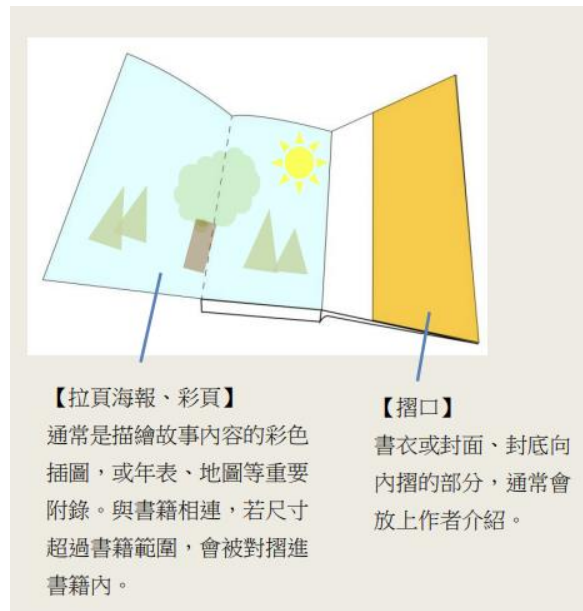 【拉頁海報、彩頁】
通常是描繪故事內容的彩色
插圖，或年表、地圖等重要
附錄。與書籍相連，若尺寸
超過書籍範圍，會被對摺進
書籍內。
【摺口】
書衣或封面、封底向
內摺的部分，通常會
放上作者介紹。